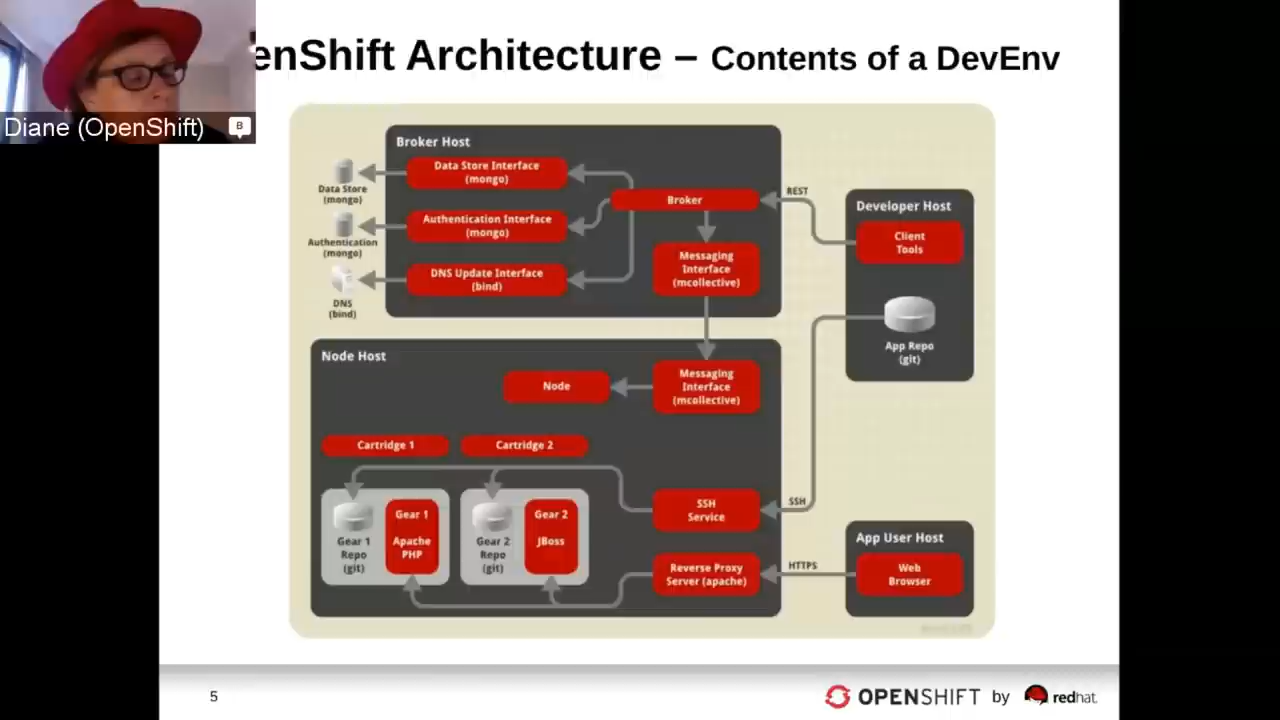 enShift Architecture – Contents of a DevEnv
Diane (OpenShift)
B
Broker Host
Data Store Interface
(mongo)
Data Store
(mongo)
Broker
REST
Authentication Interface
(mongo)
Authentication
(mongo)
DNS Update Interface
(bind)
DNS
(bind)
Messaging
Interface
(mcollective)
Developer Host
Client
Tools
App Repo
(git)
Node Host
Node
Messaging
Interface
(mcollective)
Cartridge 1
Cartridge 2
Gear 1
Repo
(git)
Gear 1
Apache
PHP
Gear 2
Repo
(git)
Gear 2
JBoss
SSH
Service
SSH
Reverse Proxy
Server (apache)
HTTPS
App User Host
Web
Browser
5
OPENSHIFT by redhat.